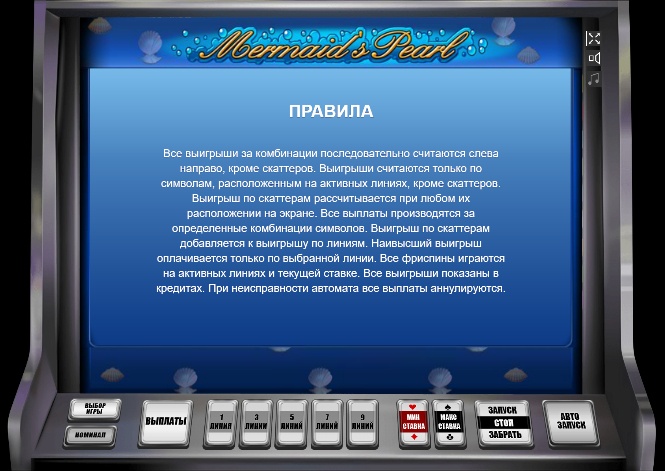 Mermaid's Pearl
ПРАВИЛА
Все выигрыши за комбинации последовательно считаются слева
направо, кроме скаттеров. Выигрыши считаются только по
символам, расположенным на активных линиях, кроме скаттеров.
Выигрыш по скаттерам рассчитывается при любом их
расположении на экране. Все выплаты производятся за
определенные комбинации символов. Выигрыш по скаттерам
добавляется к выигрышу по линиям. Наивысший выигрыш
оплачивается только по выбранной линии. Все фриспины играются
на активных линиях и текущей ставке. Все выигрыши показаны в
кредитах. При неисправности автомата все выплаты аннулируются.
ВЫБОР
ИГРЫ
НОМИНАЛ
ВЫПЛАТЫ
1
ЛИНИЯ
3
ЛИНИИ
5
ЛИНИЙ
7
ЛИНИЙ
9
ЛИНИЙ
МИН
СТАВКА
МАКС
СТАВКА
ЗАПУСК
СТОП
ЗАБРАТЬ
АВТО
ЗАПУСК